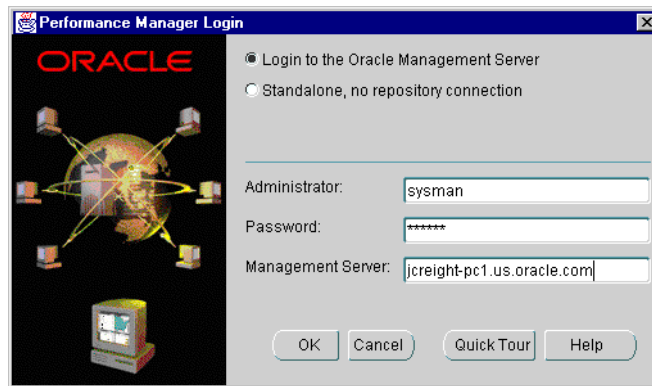 Performance Manager Login
ORACLE
Login to the Oracle Management Server
Standalone, no repository connection
Administrator: sysman
Password: ******
Management Server: jcreight-pc1.us.oracle.com
OK Cancel Quick Tour Help